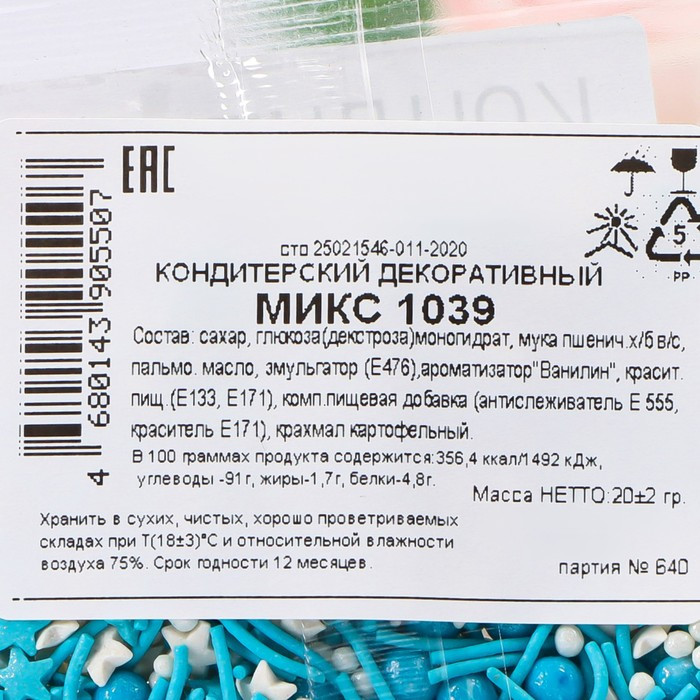 ЕАС
сто 25021546-011-2020
КОНДИТЕРСКИЙ ДЕКОРАТИВНЫЙ
МИКС 1039
Состав: сахар, глюкоза(декстроза)моногидрат, мука пшенич.х/б в/с,
пальмо. масло, эмульгатор (Е476),ароматизатор"Ванилин", красит.
пищ.(Е133, Е171), комп.пищевая добавка (антислеживатель Е 555,
краситель Е171), крахмал картофельный.
В 100 граммах продукта содержится:356,4 ккал/1492 кДж,
углеводы -91г, жиры-1,7г, белки-4,8г.
Масса НЕТТО:20±2 гр.
Хранить в сухих, чистых, хорошо проветриваемых
складах при Т(18±3)°С и относительной влажности
воздуха 75%. Срок годности 12 месяцев.
партия № 640
4 680143 905507
5
PP